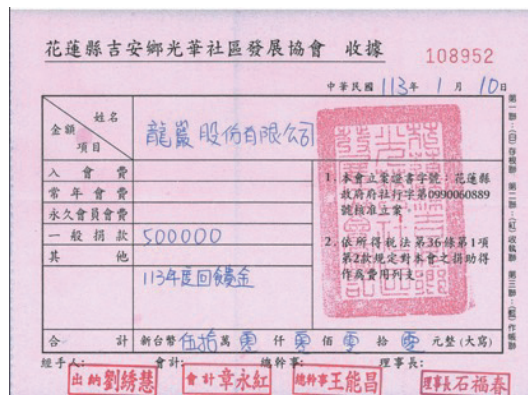 花蓮縣吉安鄉光華社區發展協會 收據
108952
中華民國 113年 1月 10日
姓名
金額
項目
龍巖股份有限公司
入會費
常年會費
永久會員會費
一般捐款 500000
其他
113年度回饋金
1. 本會立案證書字號：花蓮縣
政府府社行字第0990060889
號核准立案。
2. 依所得稅法第36條第1項
第2款規定對本會之捐助得
作為費用列支。
合計 新台幣伍拾萬零仟零佰零拾零元整(大寫)
經手人： 會計： 總幹事： 理事長：
出納劉綉慧 會計章永紅 總幹事王能昌 理事長石福春
第一聯：(白)存根聯 第二聯：(紅)收執聯 第三聯：(藍)作帳聯